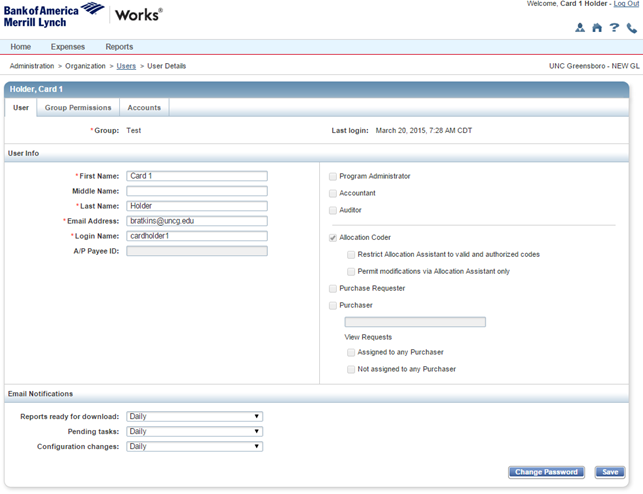 Welcome, Card 1 Holder - Log Out
Bank of America
Merrill Lynch
Works®
Home Expenses Reports
Administration > Organization > Users > User Details UNC Greensboro - NEW GL
Holder, Card 1
User Group Permissions Accounts
*Group: Test Last login: March 20, 2015, 7:28 AM CDT
User Info
*First Name: Card 1 Program Administrator
Middle Name: Accountant
*Last Name: Holder Auditor
*Email Address: bratkins@uncg.edu
*Login Name: cardholder1 Allocation Coder
A/P Payee ID: Restrict Allocation Assistant to valid and authorized codes
Permit modifications via Allocation Assistant only
Purchase Requester
Purchaser
View Requests
Assigned to any Purchaser
Not assigned to any Purchaser
Email Notifications
Reports ready for download: Daily
Pending tasks: Daily
Configuration changes: Daily
Change Password Save